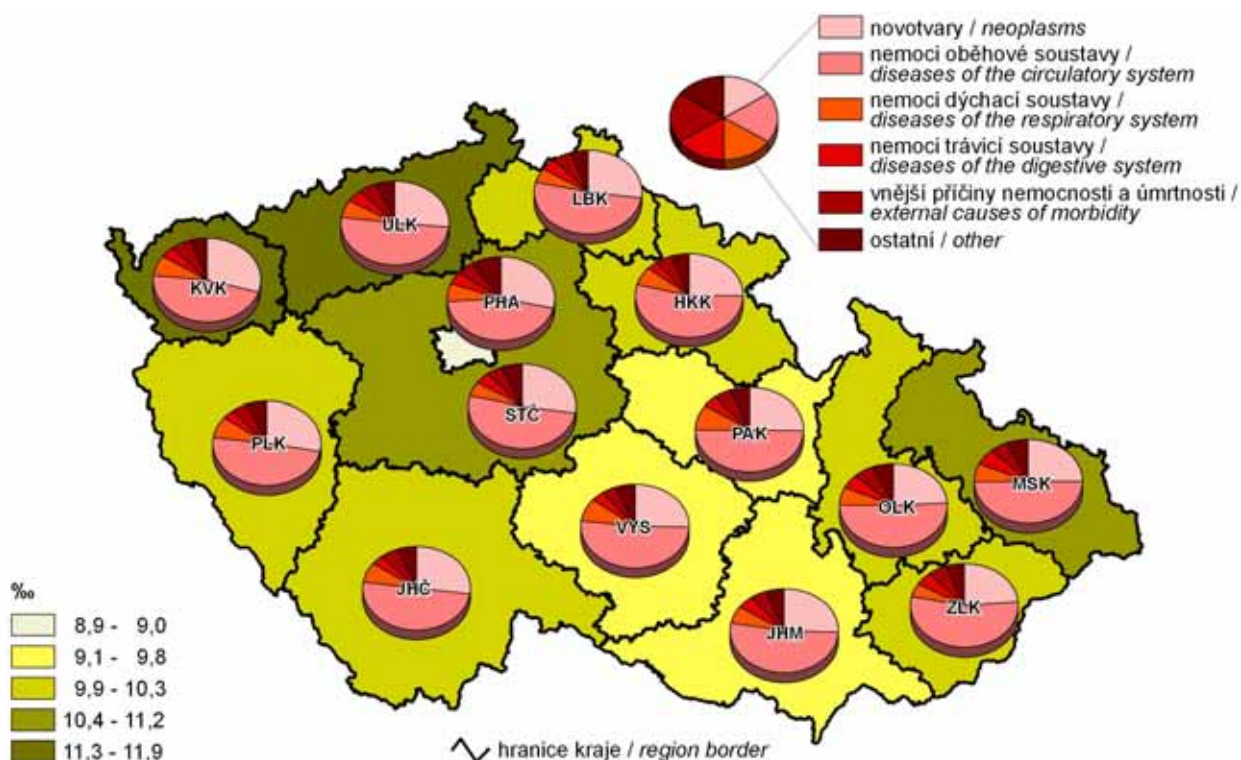 novotvary / neoplasms
nemoci oběhové soustavy /
diseases of the circulatory system
nemoci dýchací soustavy /
diseases of the respiratory system
nemoci trávicí soustavy /
diseases of the digestive system
vnější příčiny nemocnosti a úmrtnosti /
external causes of morbidity
ostatní / other
LBK
ULK
KVK
PHA
HKK
STČ
PAK
PLK
MSK
OLK
VYS
JHČ
ZLK
JHM
‰
8,9 - 9,0
9,1 - 9,8
9,9 - 10,3
10,4 - 11,2
11,3 - 11,9
hranice kraje / region border